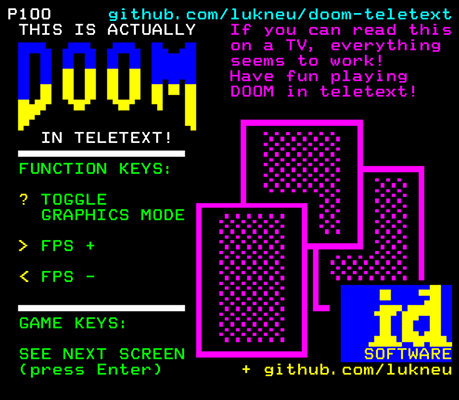 P100
github.com/lukneu/doom-teletext
THIS IS ACTUALLY
DOOM
IN TELETEXT!
If you can read this
on a TV, everything
seems to work!
Have fun playing
DOOM in teletext!
FUNCTION KEYS:
? TOGGLE
GRAPHICS MODE
> FPS +
< FPS -
GAME KEYS:
SEE NEXT SCREEN
(press Enter)
id
SOFTWARE
+ github.com/lukneu